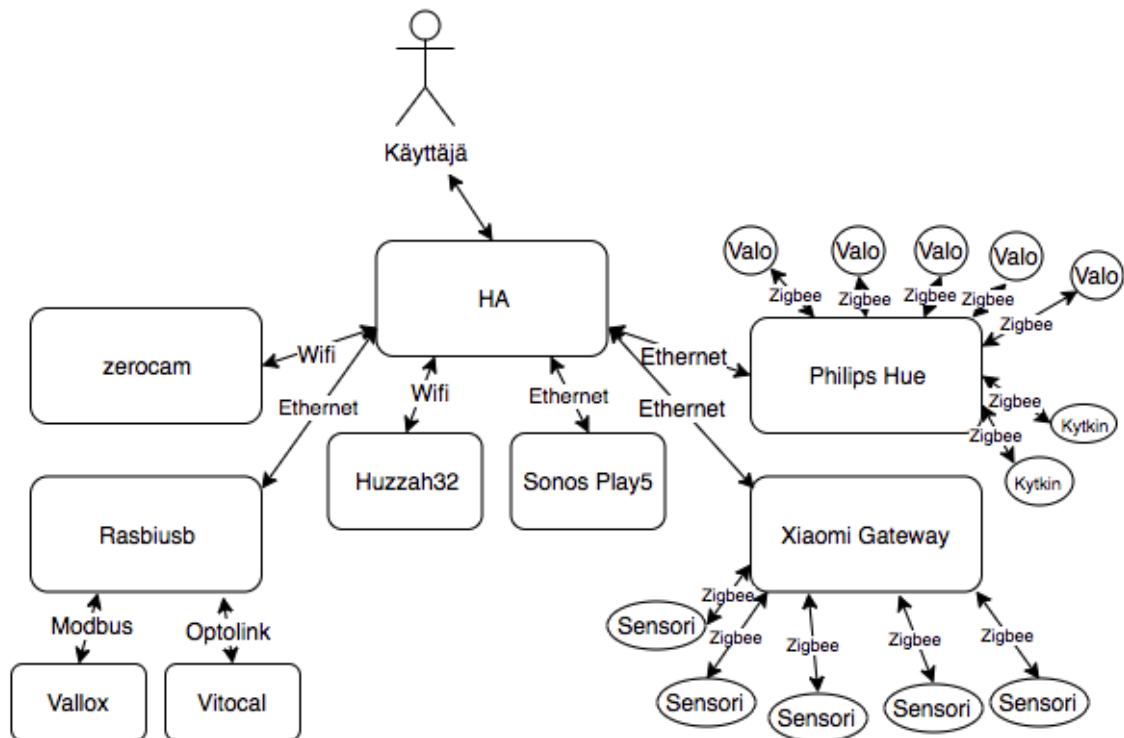 Käyttäjä
HA
Valo
Valo
Valo
Valo
Valo
Zigbee
Zigbee
Zigbee
Zigbee
Zigbee
zerocam
Wifi
Ethernet
Wifi
Ethernet
Ethernet
Ethernet
Philips Hue
Zigbee
Kytkin
Zigbee
Kytkin
Huzzah32
Sonos Play5
Rasbiusb
Xiaomi Gateway
Modbus
Optolink
Vallox
Vitocal
Zigbee
Sensori
Zigbee
Zigbee
Zigbee
Zigbee
Sensori
Sensori
Sensori
Sensori